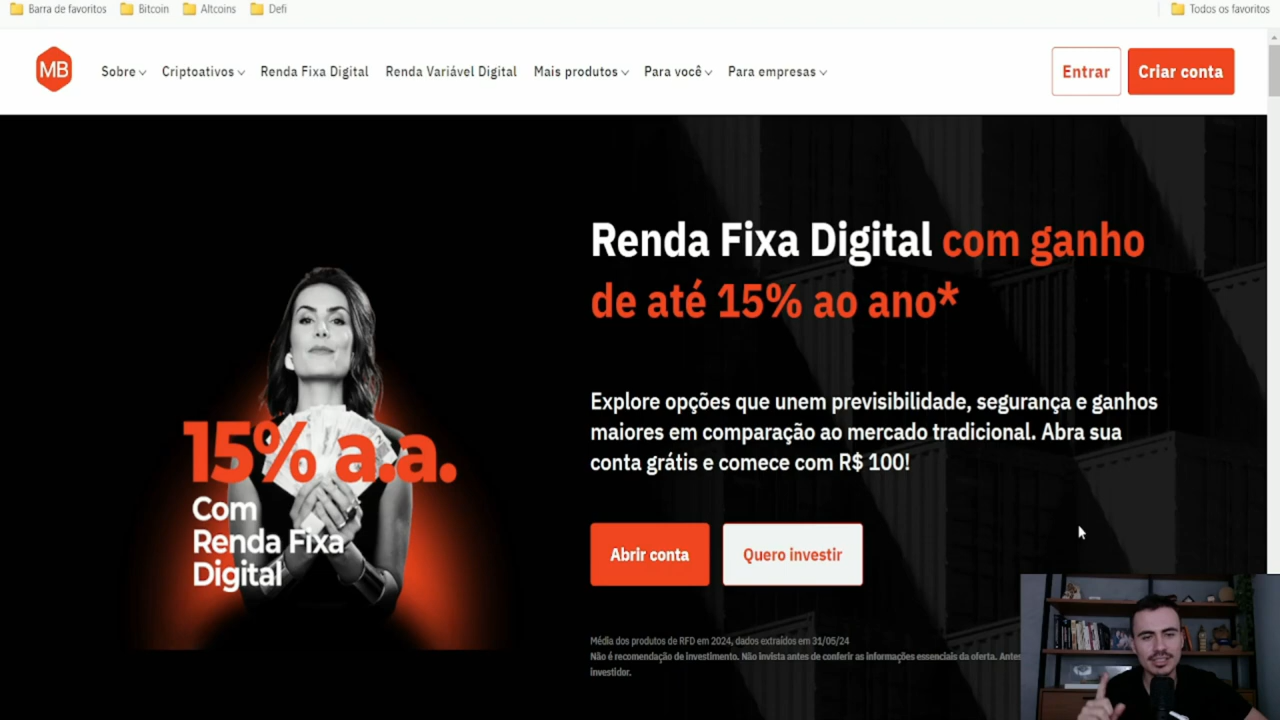 Barra de favoritos Bitcoin Altcoins Defi Todos os favoritos
MB Sobre Criptoativos Renda Fixa Digital Renda Variável Digital Mais produtos Para você Para empresas Entrar Criar conta
Renda Fixa Digital com ganho
de até 15% ao ano*
Explore opções que unem previsibilidade, segurança e ganhos
maiores em comparação ao mercado tradicional. Abra sua
conta grátis e comece com R$ 100!
Abrir conta Quero investir
Média dos produtos de RFD em 2024, dados extraídos em 31/05/24
Não é recomendação de investimento. Não invista antes de conferir as informações essenciais da oferta. Antes
investidor.
15% a.a.
Com
Renda Fixa
Digital